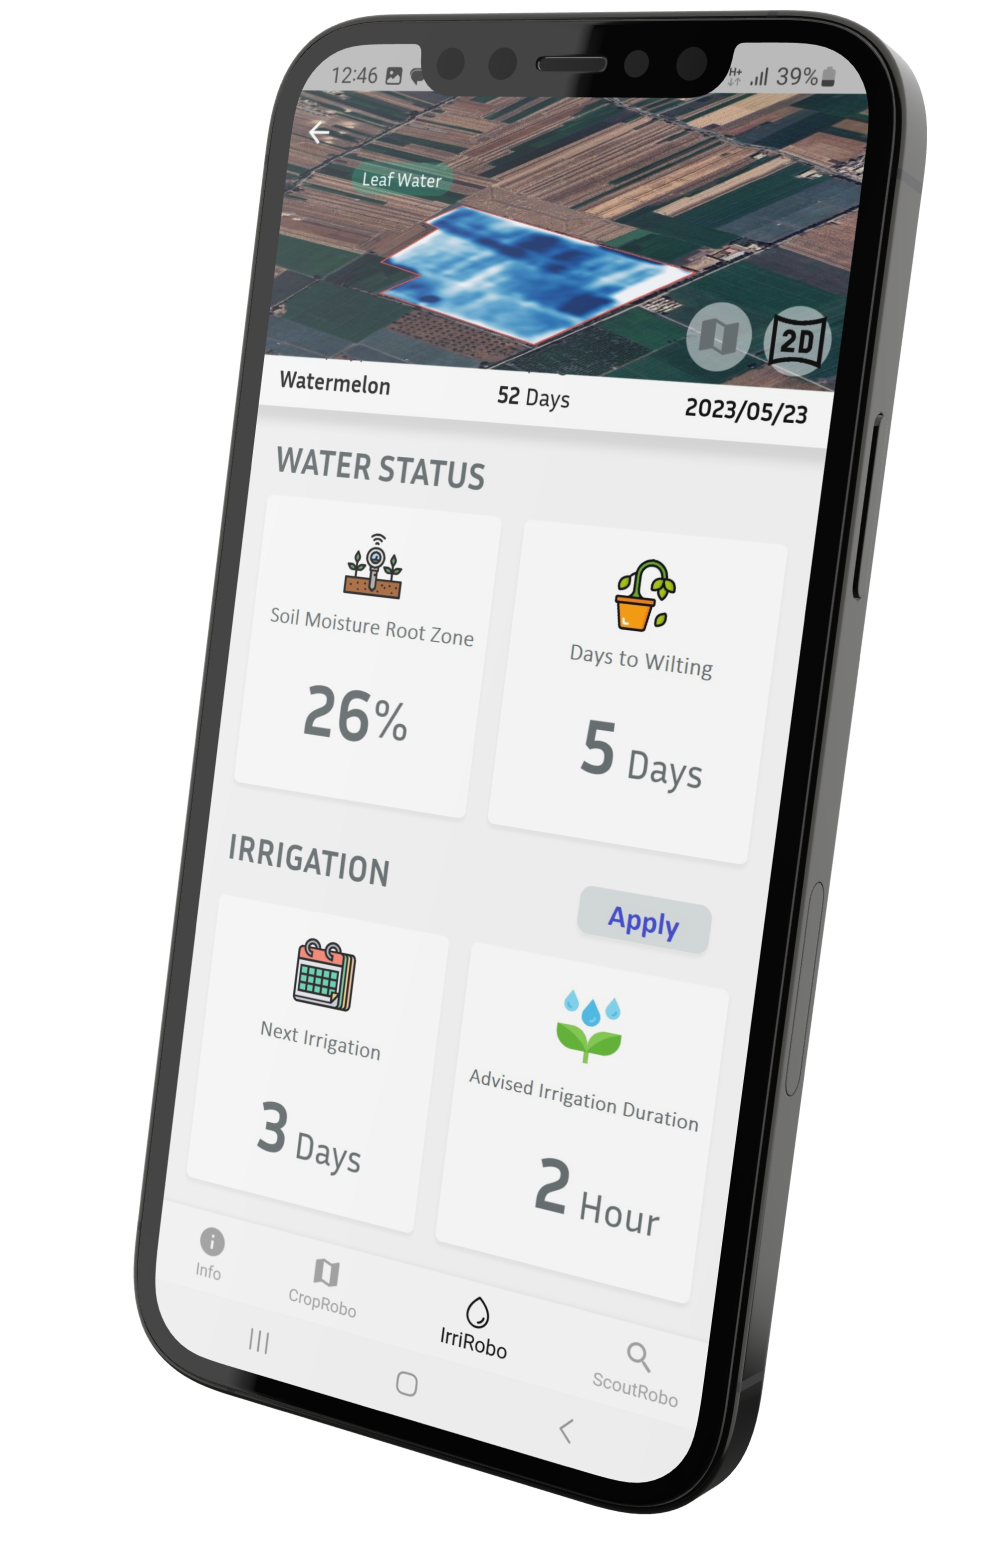 12:46 H+ 39%
Leaf Water
2D
Watermelon 52 Days 2023/05/23
WATER STATUS
Soil Moisture Root Zone
26%
Days to Wilting
5 Days
IRRIGATION
Apply
Next Irrigation
3 Days
Advised Irrigation Duration
2 Hour
Info
CropRobo
IrriRobo
ScoutRobo